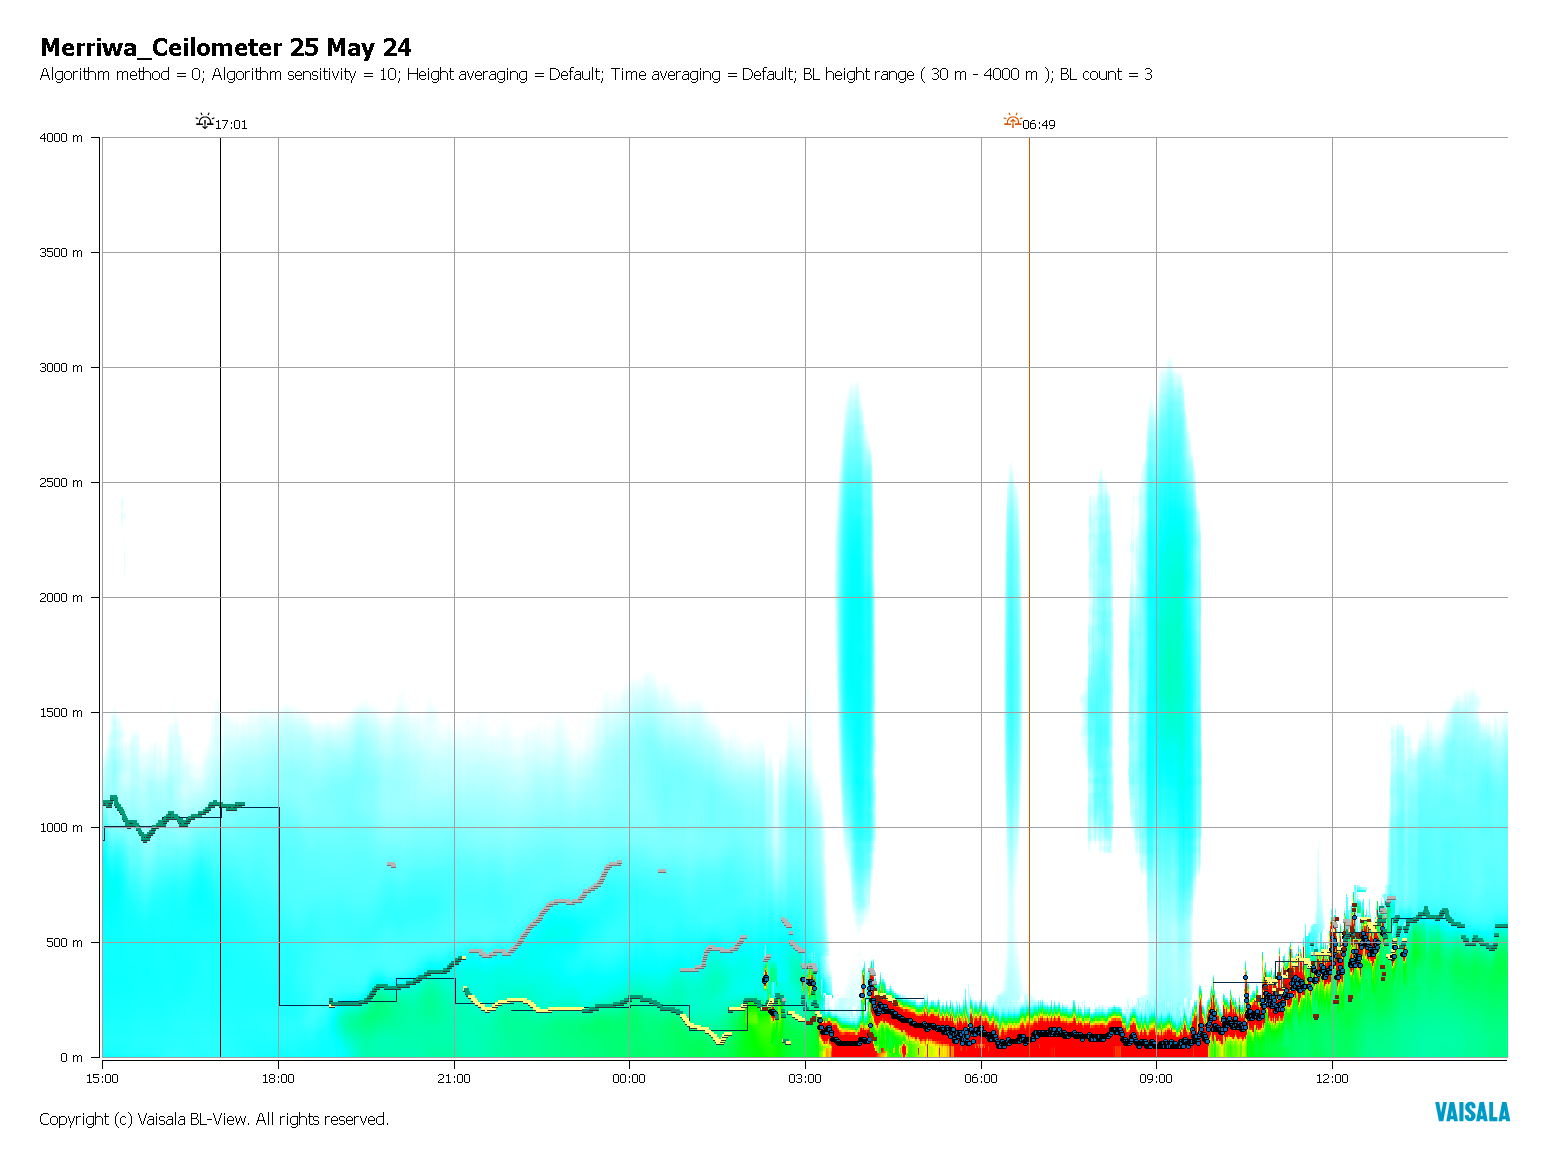 Merriwa_Ceilometer 25 May 24
Algorithm method = 0; Algorithm sensitivity = 10; Height averaging = Default; Time averaging = Default; BL height range ( 30 m - 4000 m ); BL count = 3
17:01 06:49
4000 m
3500 m
3000 m
2500 m
2000 m
1500 m
1000 m
500 m
0 m
15:00 18:00 21:00 00:00 03:00 06:00 09:00 12:00
Copyright (c) Vaisala BL-View. All rights reserved.
VAISALA